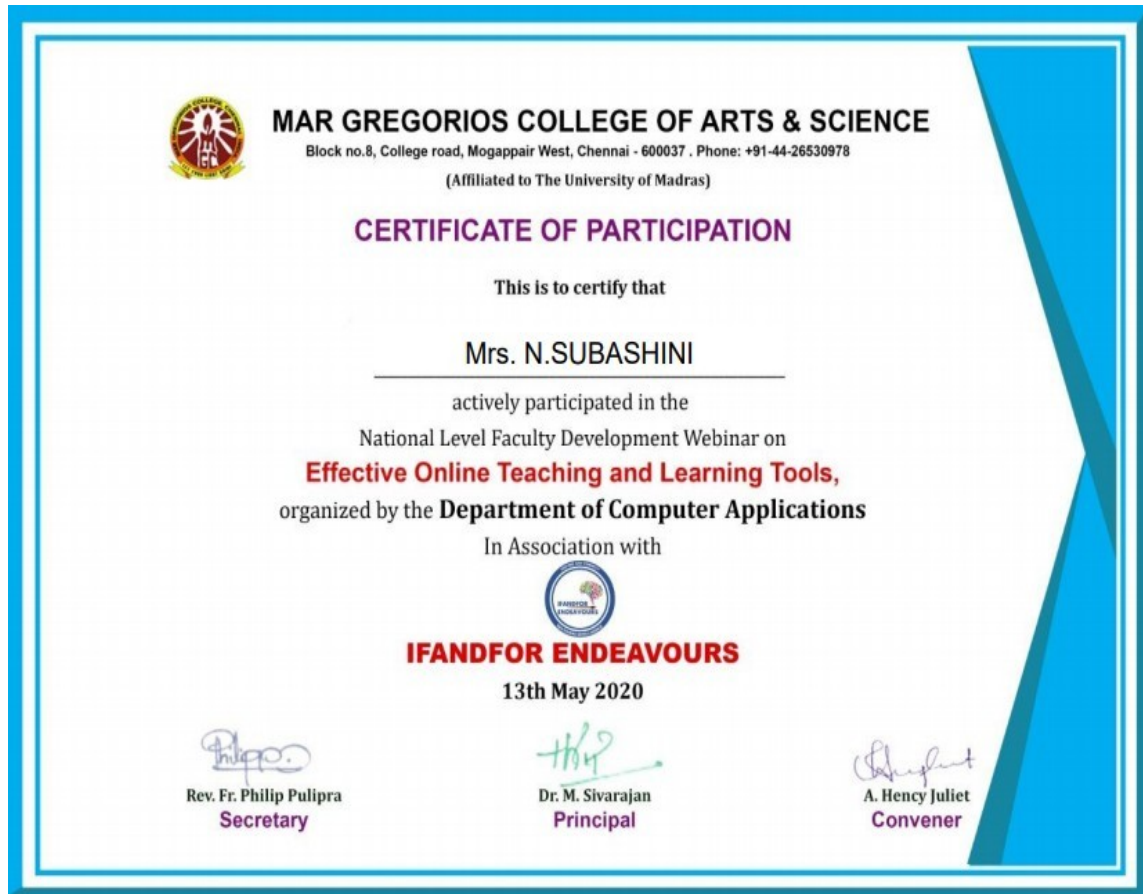 MAR GREGORIOS COLLEGE OF ARTS & SCIENCE
Block no.8, College road, Mogappair West, Chennai - 600037 . Phone: +91-44-26530978
(Affiliated to The University of Madras)
CERTIFICATE OF PARTICIPATION
This is to certify that
Mrs. N.SUBASHINI
actively participated in the
National Level Faculty Development Webinar on
Effective Online Teaching and Learning Tools,
organized by the Department of Computer Applications
In Association with
IFANDFOR
ENDEAVOURS
IFANDFOR ENDEAVOURS
13th May 2020
Philip
Rev. Fr. Philip Pulipra
Dr. M. Sivarajan
A. Hency Juliet
Secretary
Principal
Convener